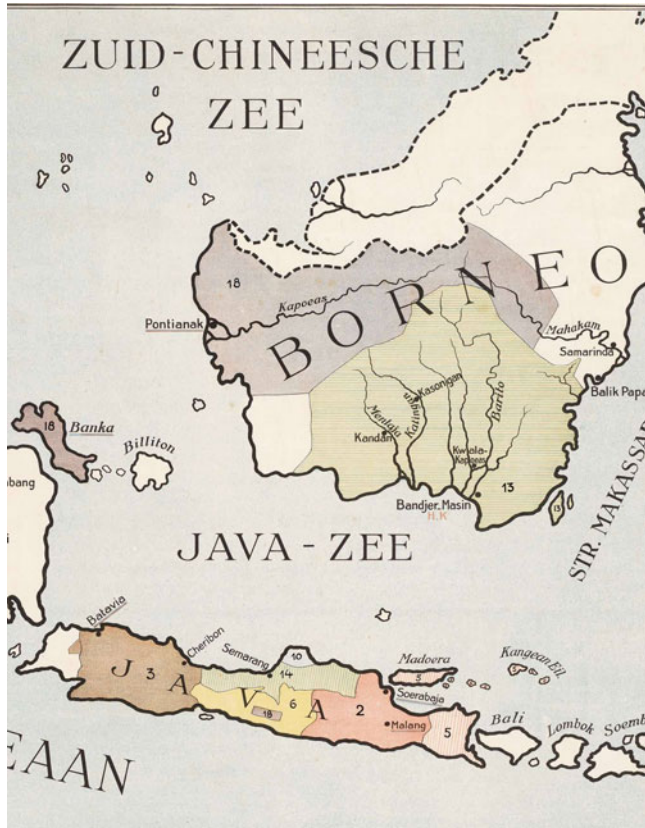 ZUID-CHINEESCHE
ZEE
BORNEO
18
Kapoeas
Pontianak
Mahakam
Samarinda
Balik Papa
Kasongan
Barito
Katingan
Mentaja
Kandan
Kwala-
Kapoeas
13
Bandjer Masin
H.K
13
18
Banka
Billiton
bang
STR. MAKASSAR
JAVA-ZEE
Batavia
Cheribon
Semarang
10
Madoera
5
Kangean Eil.
5
JAVA
3
14
6
18
2
Soerabaja
Malang
5
Bali
Lombok
Soemb
EAAN